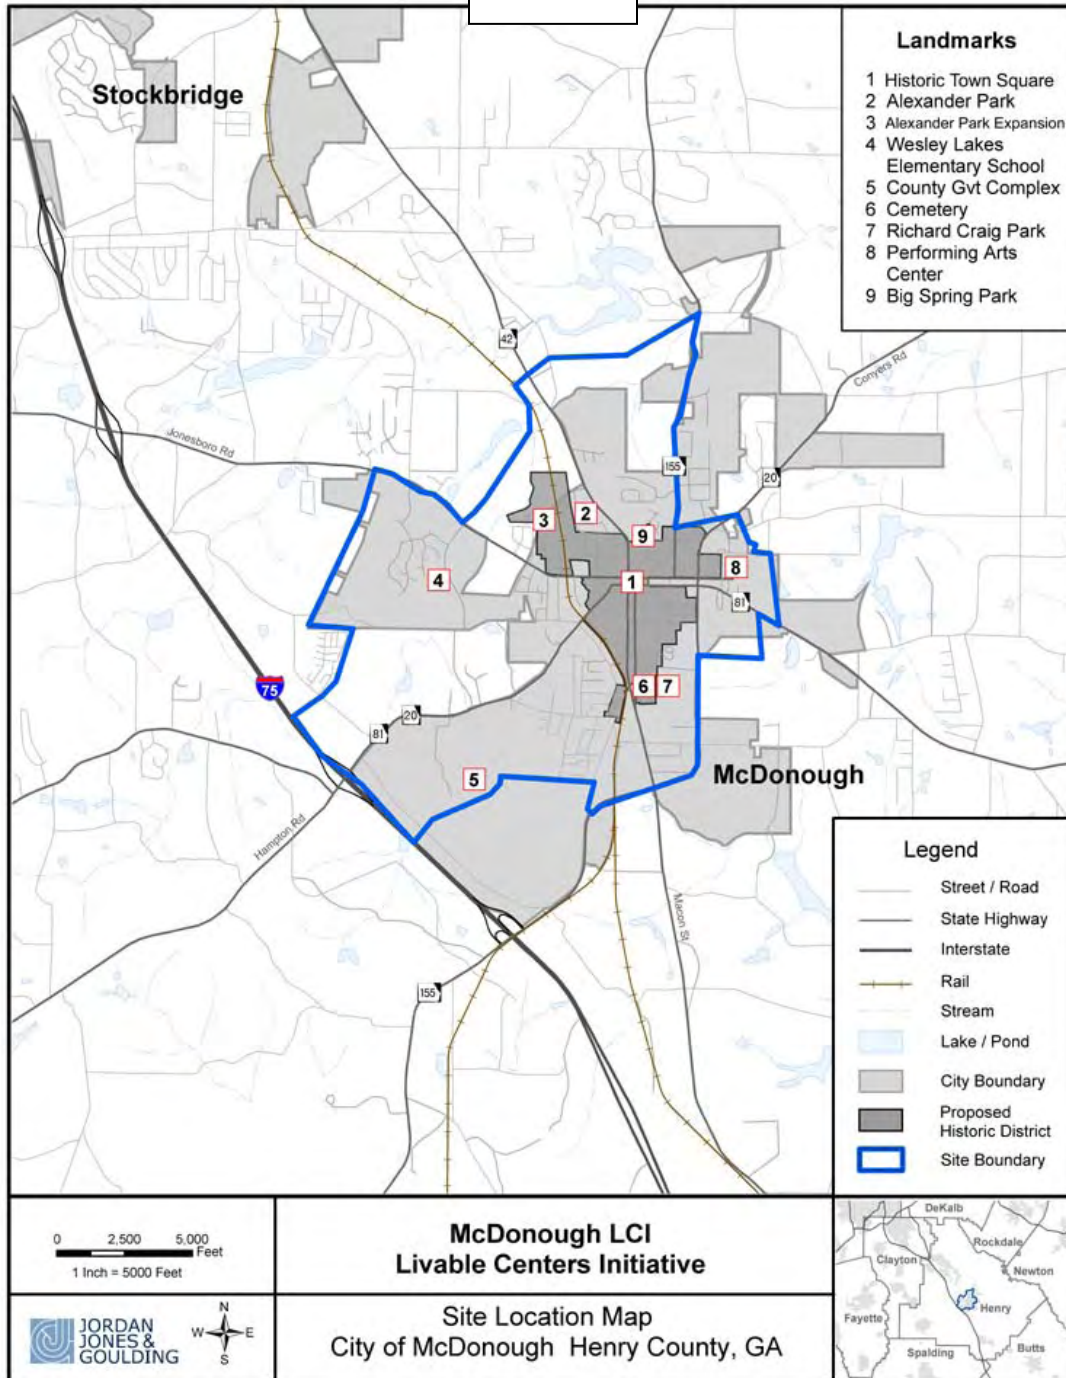 Stockbridge
Landmarks
1 Historic Town Square
2 Alexander Park
3 Alexander Park Expansion
4 Wesley Lakes
Elementary School
5 County Gvt Complex
6 Cemetery
7 Richard Craig Park
8 Performing Arts
Center
9 Big Spring Park
42
Conyers Rd
Jonesboro Rd
155
20
3
2
9
4
1
8
81
6
7
75
20
81
5
McDonough
Hampton Rd
Macon St
155
Legend
Street / Road
State Highway
Interstate
Rail
Stream
Lake / Pond
City Boundary
Proposed
Historic District
Site Boundary
0 2,500 5,000
Feet
1 Inch = 5000 Feet
McDonough LCI
Livable Centers Initiative
JORDAN
JONES &
GOULDING
N
W E
S
Site Location Map
City of McDonough Henry County, GA
DeKalb
Rockdale
Clayton
Newton
Henry
Fayette
Spalding
Butts